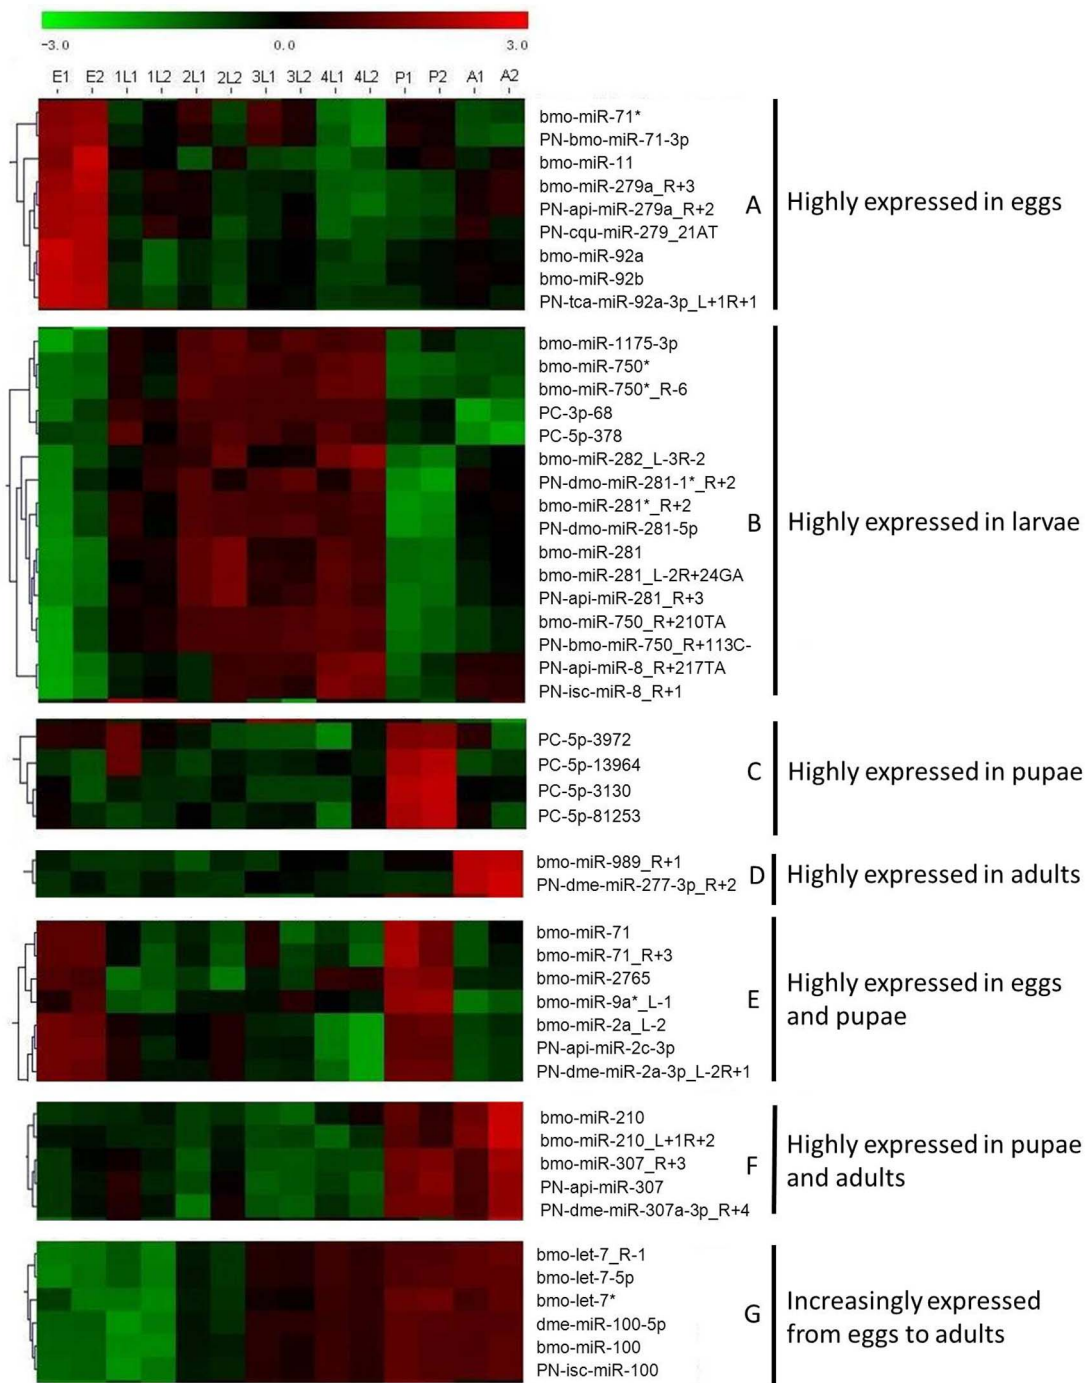 -3.0 0.0 3.0
E1 E2 1L1 1L2 2L1 2L2 3L1 3L2 4L1 4L2 P1 P2 A1 A2
bmo-miR-71*
PN-bmo-miR-71-3p
bmo-miR-11
bmo-miR-279a_R+3
PN-api-miR-279a_R+2
PN-cqu-miR-279_21AT
bmo-miR-92a
bmo-miR-92b
PN-tca-miR-92a-3p_L+1R+1
A
Highly expressed in eggs
bmo-miR-1175-3p
bmo-miR-750*
bmo-miR-750*_R-6
PC-3p-68
PC-5p-378
bmo-miR-282_L-3R-2
PN-dmo-miR-281-1*_R+2
bmo-miR-281*_R+2
PN-dmo-miR-281-5p
bmo-miR-281
bmo-miR-281_L-2R+24GA
PN-api-miR-281_R+3
bmo-miR-750_R+210TA
PN-bmo-miR-750_R+113C-
PN-api-miR-8_R+217TA
PN-isc-miR-8_R+1
B
Highly expressed in larvae
PC-5p-3972
PC-5p-13964
PC-5p-3130
PC-5p-81253
C
Highly expressed in pupae
bmo-miR-989_R+1
PN-dme-miR-277-3p_R+2
D
Highly expressed in adults
bmo-miR-71
bmo-miR-71_R+3
bmo-miR-2765
bmo-miR-9a*_L-1
bmo-miR-2a_L-2
PN-api-miR-2c-3p
PN-dme-miR-2a-3p_L-2R+1
E
Highly expressed in eggs
and pupae
bmo-miR-210
bmo-miR-210_L+1R+2
bmo-miR-307_R+3
PN-api-miR-307
PN-dme-miR-307a-3p_R+4
F
Highly expressed in pupae
and adults
bmo-let-7_R-1
bmo-let-7-5p
bmo-let-7*
dme-miR-100-5p
bmo-miR-100
PN-isc-miR-100
G
Increasingly expressed
from eggs to adults